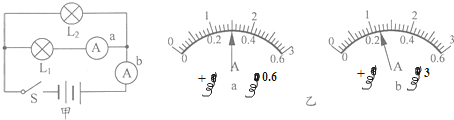 L₂
L₁ A a
b
A
S
甲
0 1 2 3
0 0.2 0.4 0.6
A
+ 0.6
a
乙
0 1 2 3
0 0.2 0.4 0.6
A
+ 3
b